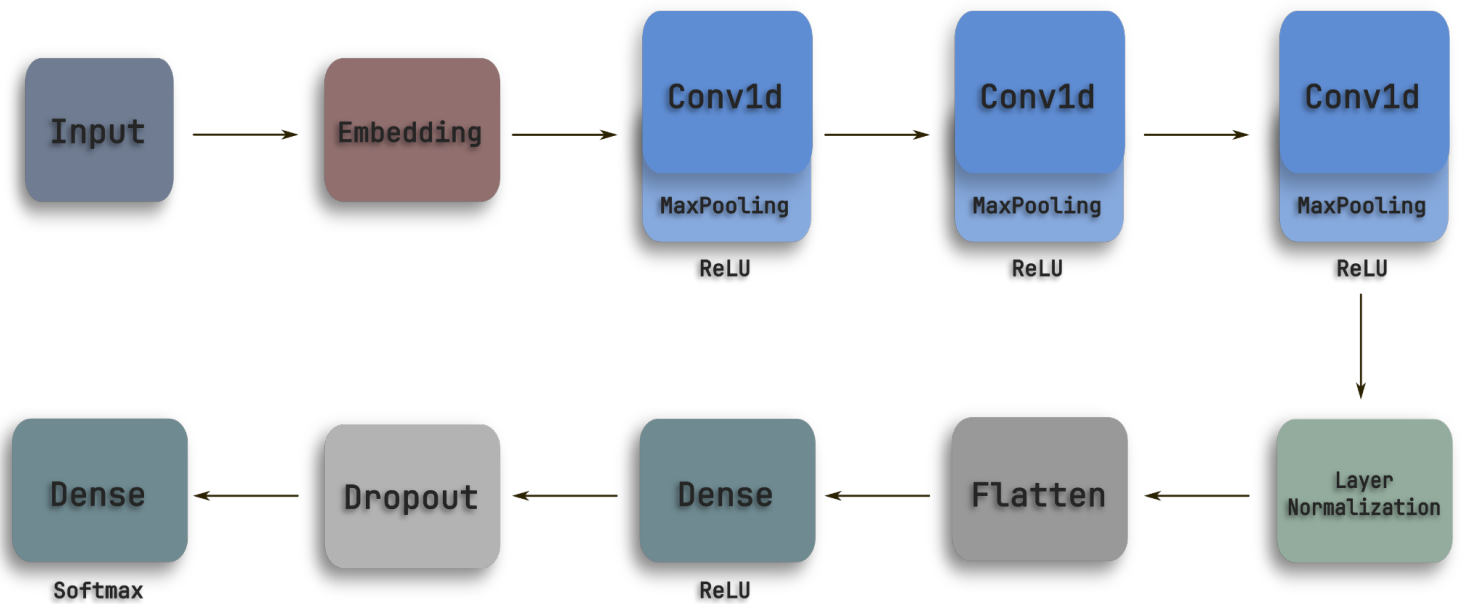 Input
Embedding
Conv1d
MaxPooling
ReLU
Conv1d
MaxPooling
ReLU
Conv1d
MaxPooling
ReLU
Layer
Normalization
Flatten
Dense
ReLU
Dropout
Dense
Softmax